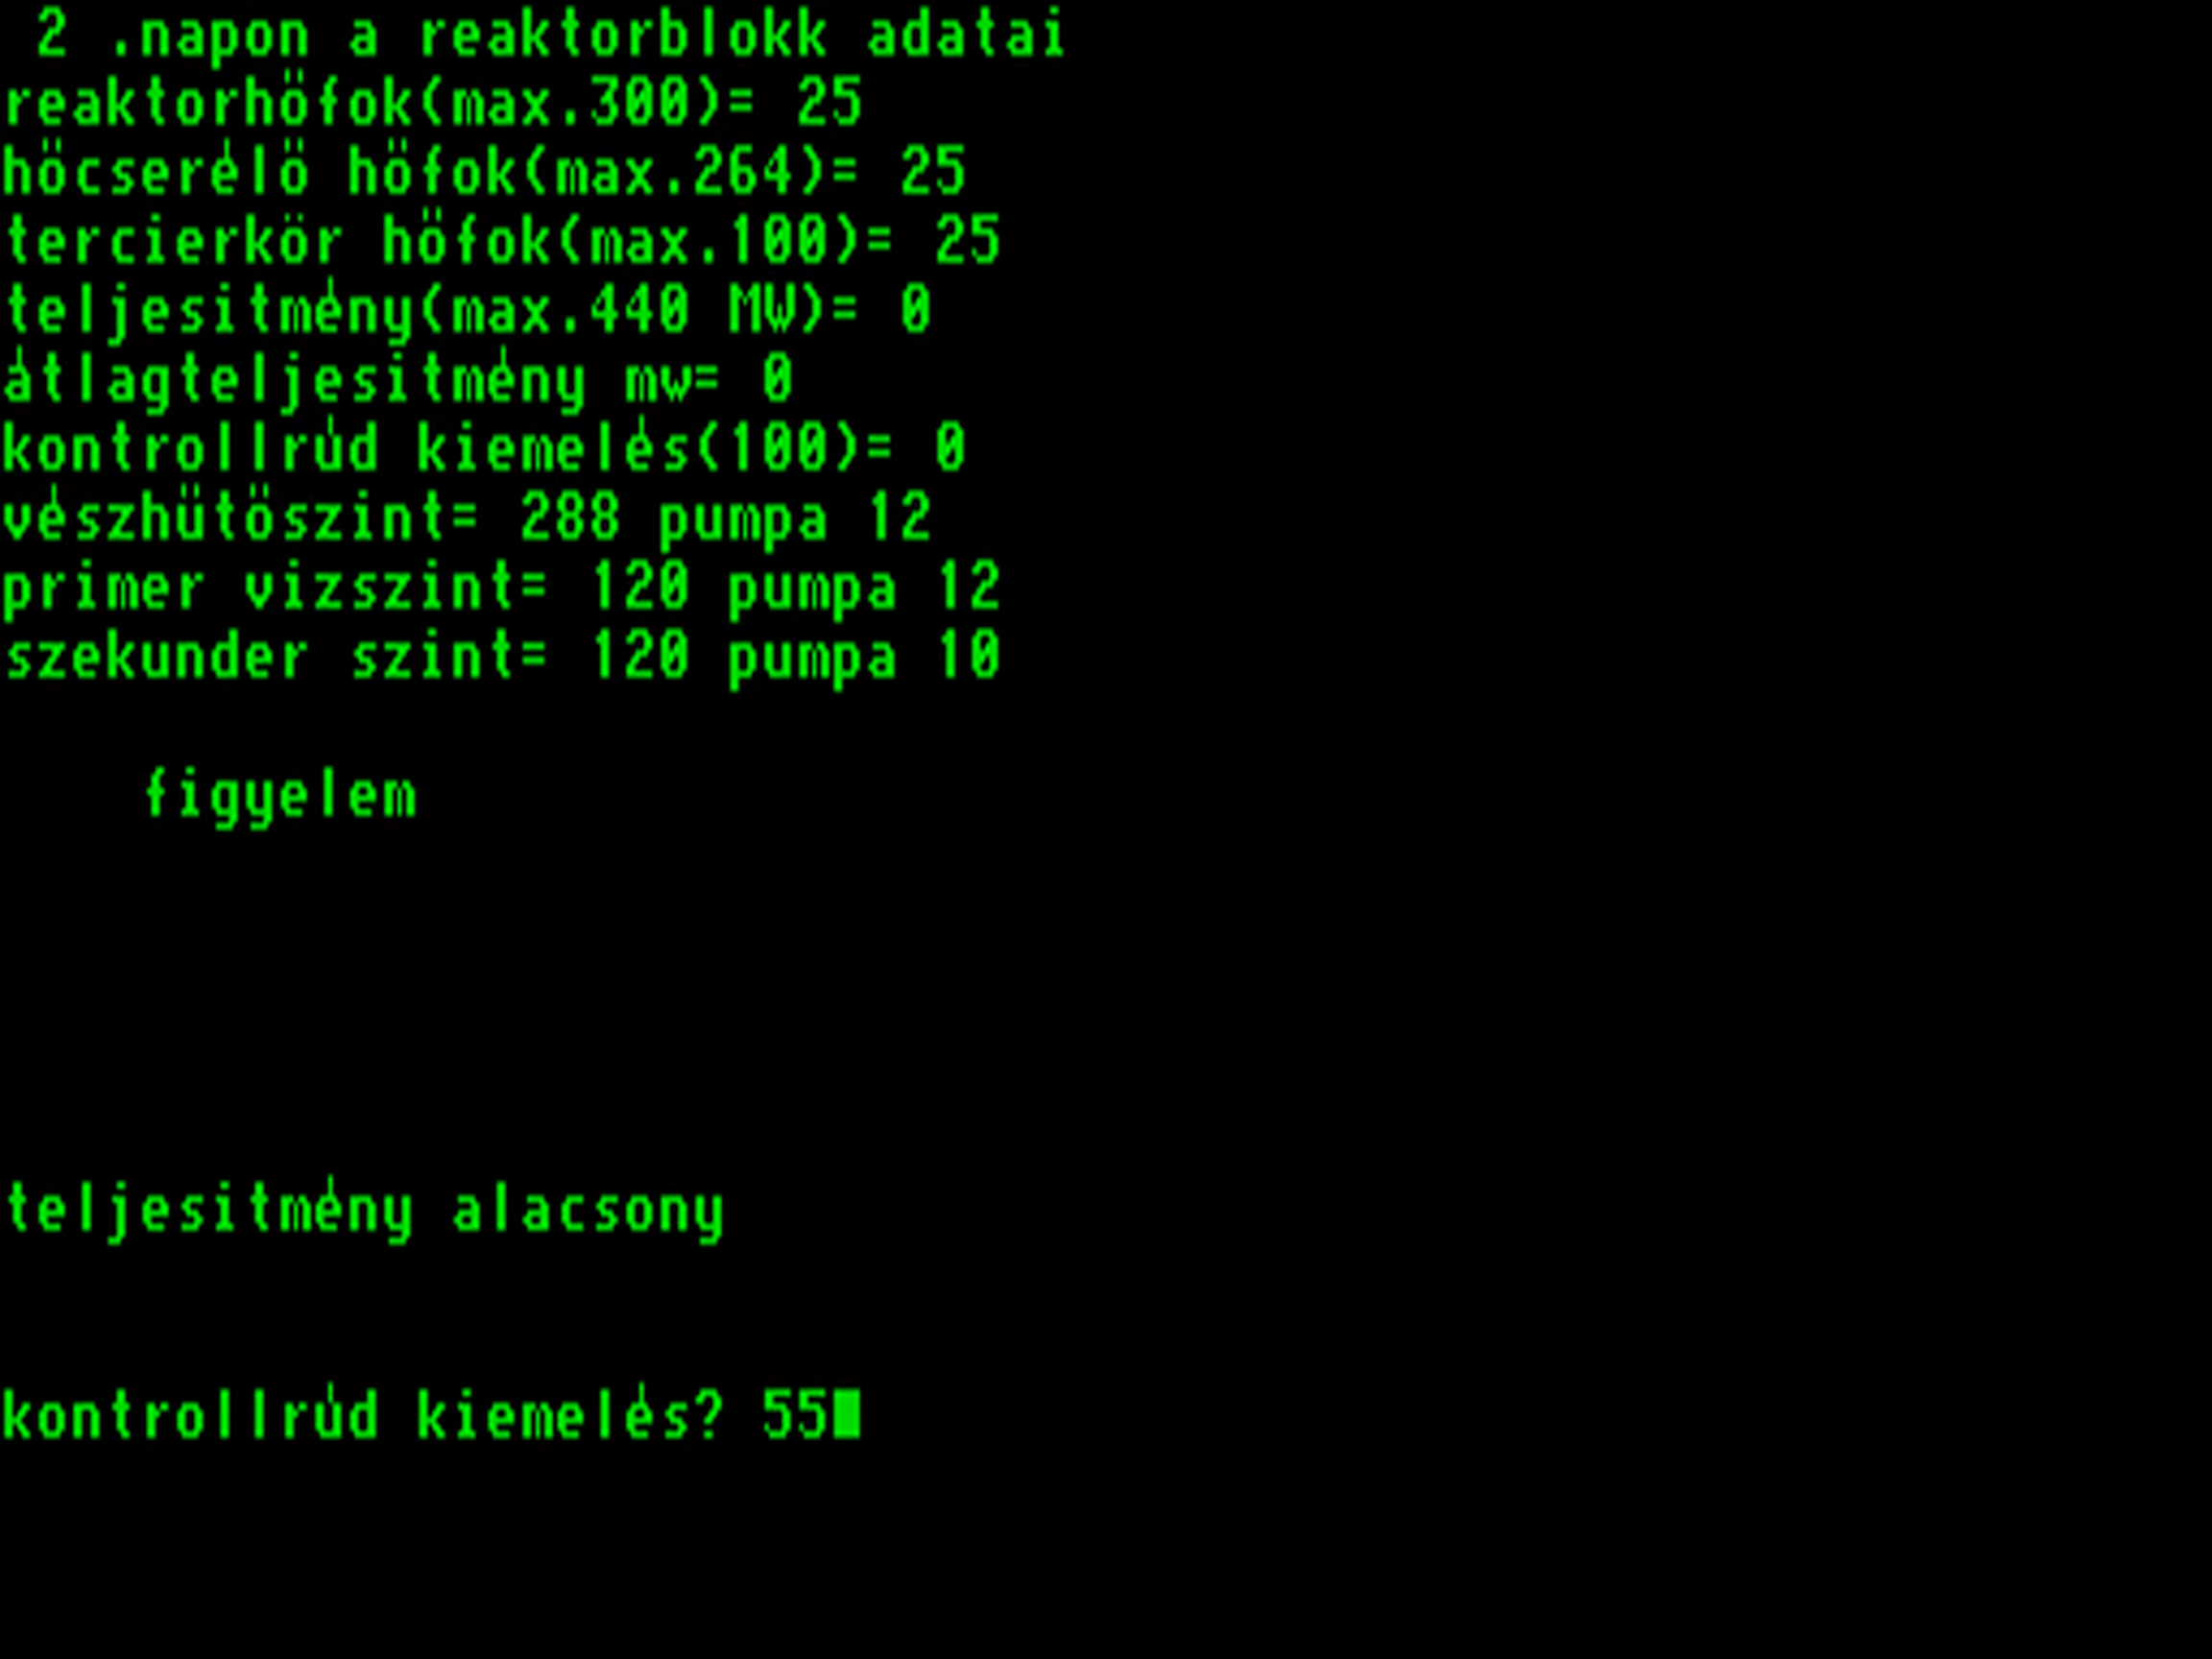 2 .napon a reaktorblokk adatai
reaktorhöfok(max.300)= 25
höcserélö höfok(max.264)= 25
tercierkör höfok(max.100)= 25
teljesitmény(max.440 MW)= 0
átlagteljesitmény mw= 0
kontrollrúd kiemelés(100)= 0
vészhütöszint= 288 pumpa 12
primer vizszint= 120 pumpa 12
szekunder szint= 120 pumpa 10
figyelem
teljesitmény alacsony
kontrollrúd kiemelés? 55